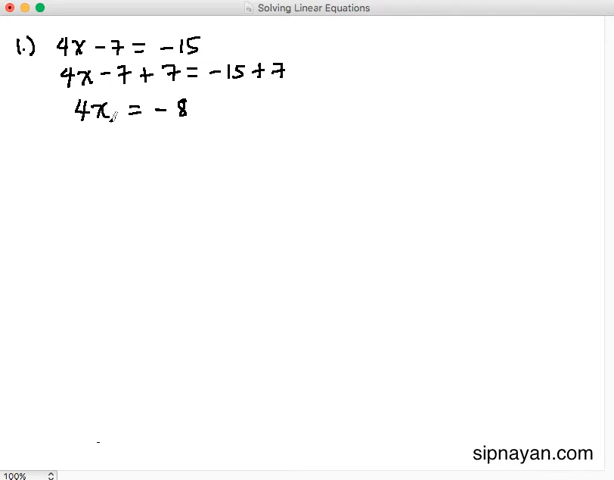 Solving Linear Equations
1.) 4x - 7 = -15
4x - 7 + 7 = -15 + 7
4x = -8
sipnayan.com
100%